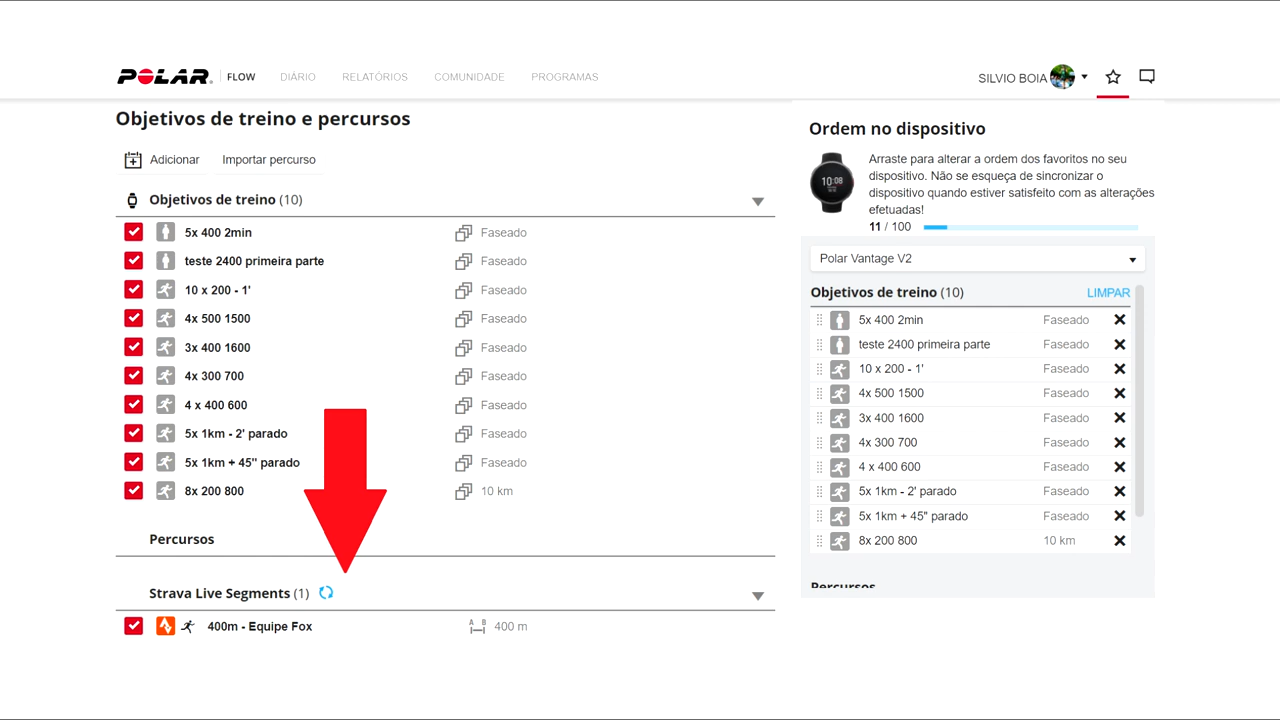 POLAR. FLOW DIÁRIO RELATÓRIOS COMUNIDADE PROGRAMAS SILVIO BOIA
Objetivos de treino e percursos
Adicionar Importar percurso
Objetivos de treino (10)
5x 400 2min Faseado
teste 2400 primeira parte Faseado
10 x 200 - 1' Faseado
4x 500 1500 Faseado
3x 400 1600 Faseado
4x 300 700 Faseado
4 x 400 600 Faseado
5x 1km - 2' parado Faseado
5x 1km + 45" parado Faseado
8x 200 800 10 km
Percursos
Strava Live Segments (1)
400m - Equipe Fox A B 400 m
Ordem no dispositivo
10:08
Arraste para alterar a ordem dos favoritos no seu
dispositivo. Não se esqueça de sincronizar o
dispositivo quando estiver satisfeito com as alterações
efetuadas!
11 / 100
Polar Vantage V2
Objetivos de treino (10) LIMPAR
5x 400 2min Faseado
teste 2400 primeira parte Faseado
10 x 200 - 1' Faseado
4x 500 1500 Faseado
3x 400 1600 Faseado
4x 300 700 Faseado
4 x 400 600 Faseado
5x 1km - 2' parado Faseado
5x 1km + 45" parado Faseado
8x 200 800 10 km
Percursos